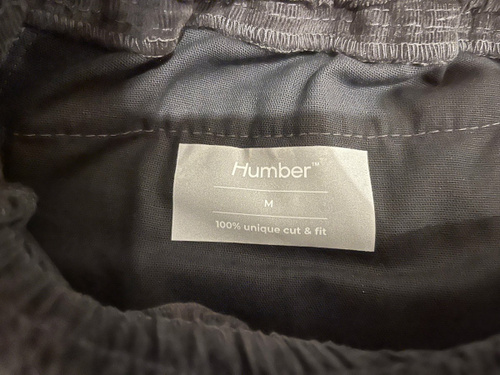 Humber™
M
100% unique cut & fit